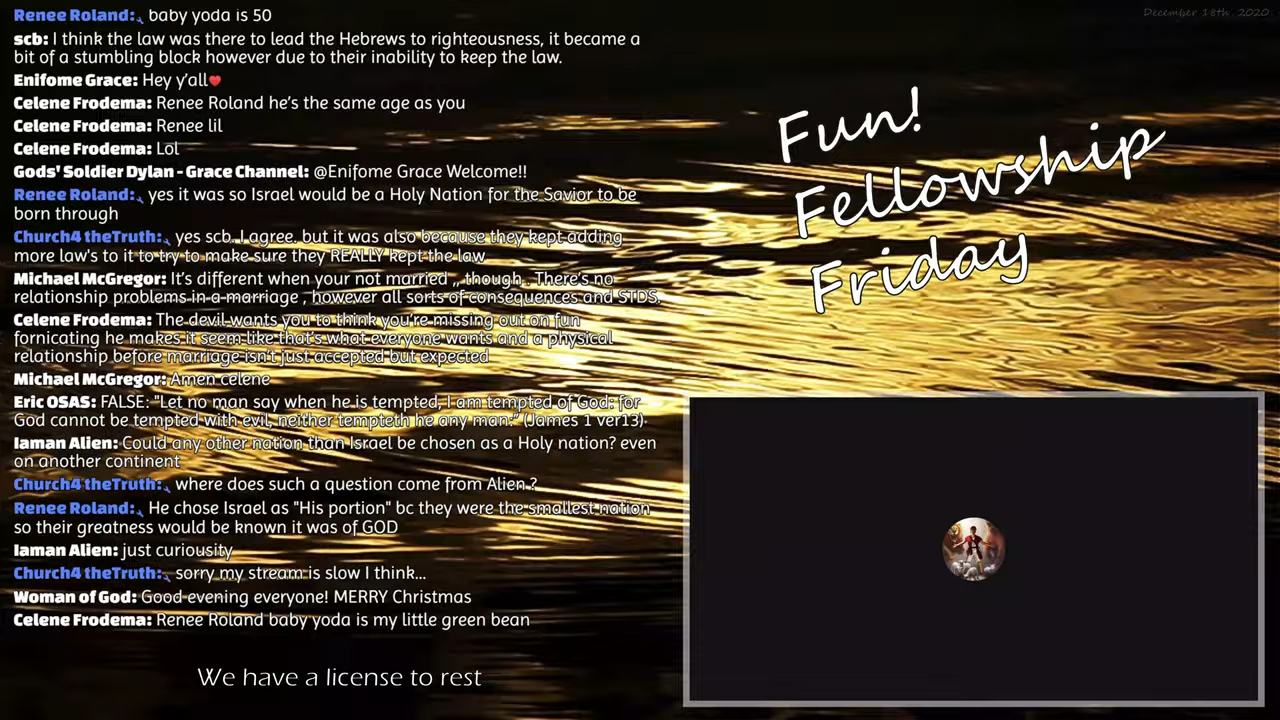 Renee Roland: baby yoda is 50
scb: I think the law was there to lead the Hebrews to righteousness, it became a
bit of a stumbling block however due to their inability to keep the law.
Enifome Grace: Hey y'all❤
Celene Frodema: Renee Roland he's the same age as you
Celene Frodema: Renee lil
Celene Frodema: Lol
Gods' Soldier Dylan - Grace Channel: @Enifome Grace Welcome!!
Renee Roland: yes it was so Israel would be a Holy Nation for the Savior to be
born through
Church4 theTruth: yes scb. I agree. but it was also because they kept adding
more law's to it to try to make sure they REALLY kept the law
Michael McGregor: It's different when your not married ,, though . There's no
relationship problems in a marriage , however all sorts of consequences and STDS.
Celene Frodema: The devil wants you to think you're missing out on fun
fornicating he makes it seem like that's what everyone wants and a physical
relationship before marriage isn't just accepted but expected
Michael McGregor: Amen celene
Eric OSAS: FALSE: "Let no man say when he is tempted, I am tempted of God: for
God cannot be tempted with evil, neither tempteth he any man:" (James 1 ver13)
Iaman Alien: Could any other nation than Israel be chosen as a Holy nation? even
on another continent
Church4 theTruth: where does such a question come from Alien ?
Renee Roland: He chose Israel as "His portion" bc they were the smallest nation
so their greatness would be known it was of GOD
Iaman Alien: just curiousity
Church4 theTruth: sorry my stream is slow I think...
Woman of God: Good evening everyone! MERRY Christmas
Celene Frodema: Renee Roland baby yoda is my little green bean
We have a license to rest
December 18th, 2020
Fun!
Fellowship
Friday